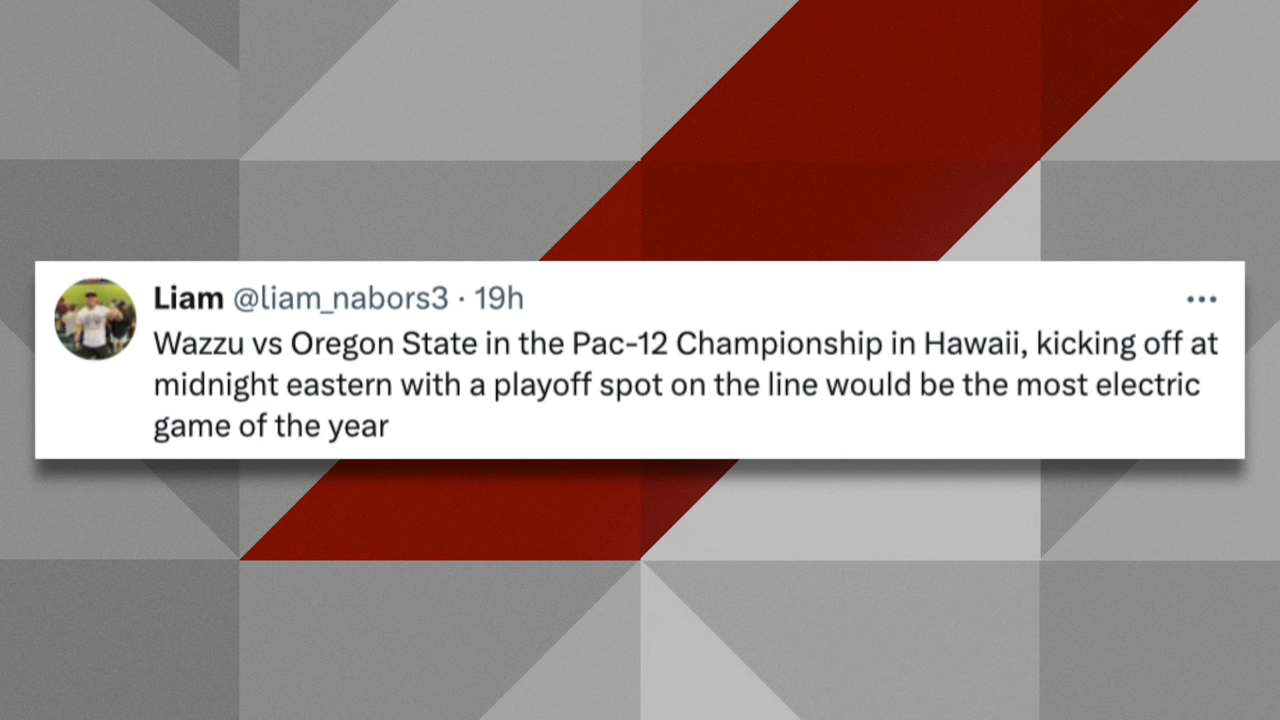 Liam @liam_nabors3 · 19h
Wazzu vs Oregon State in the Pac-12 Championship in Hawaii, kicking off at
midnight eastern with a playoff spot on the line would be the most electric
game of the year